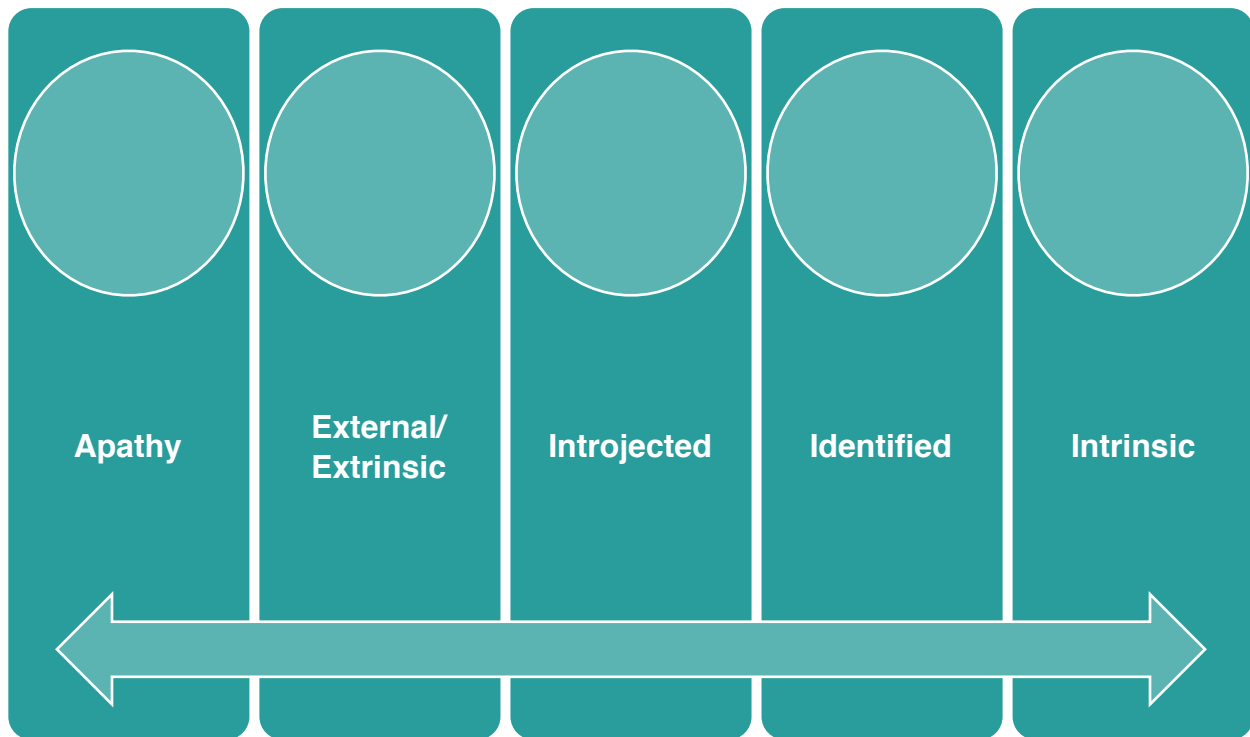 Apathy
External/
Extrinsic
Introjected
Identified
Intrinsic